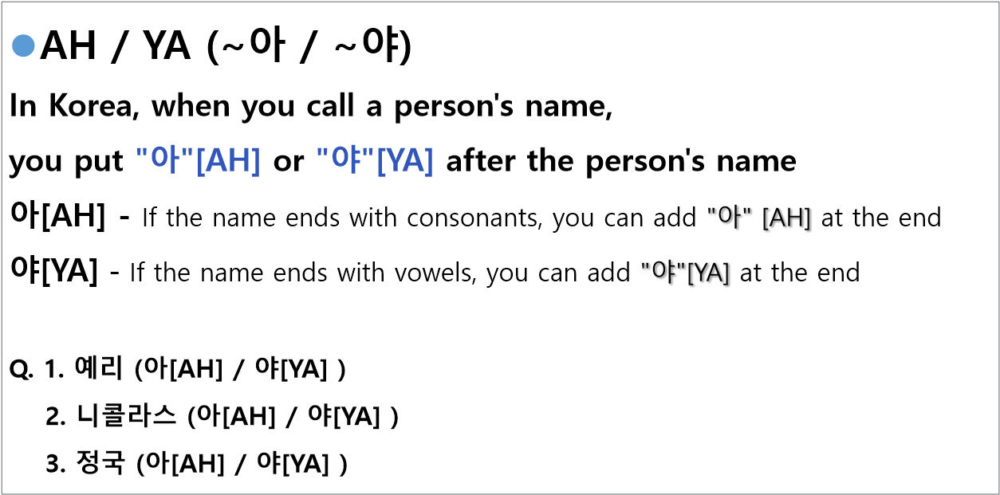 ●AH / YA (~아 / ~야)
In Korea, when you call a person's name,
you put "아"[AH] or "야"[YA] after the person's name
아[AH] - If the name ends with consonants, you can add "아" [AH] at the end
야[YA] - If the name ends with vowels, you can add "야"[YA] at the end
Q. 1. 예리 (아[AH] / 야[YA] )
2. 니콜라스 (아[AH] / 야[YA] )
3. 정국 (아[AH] / 야[YA] )